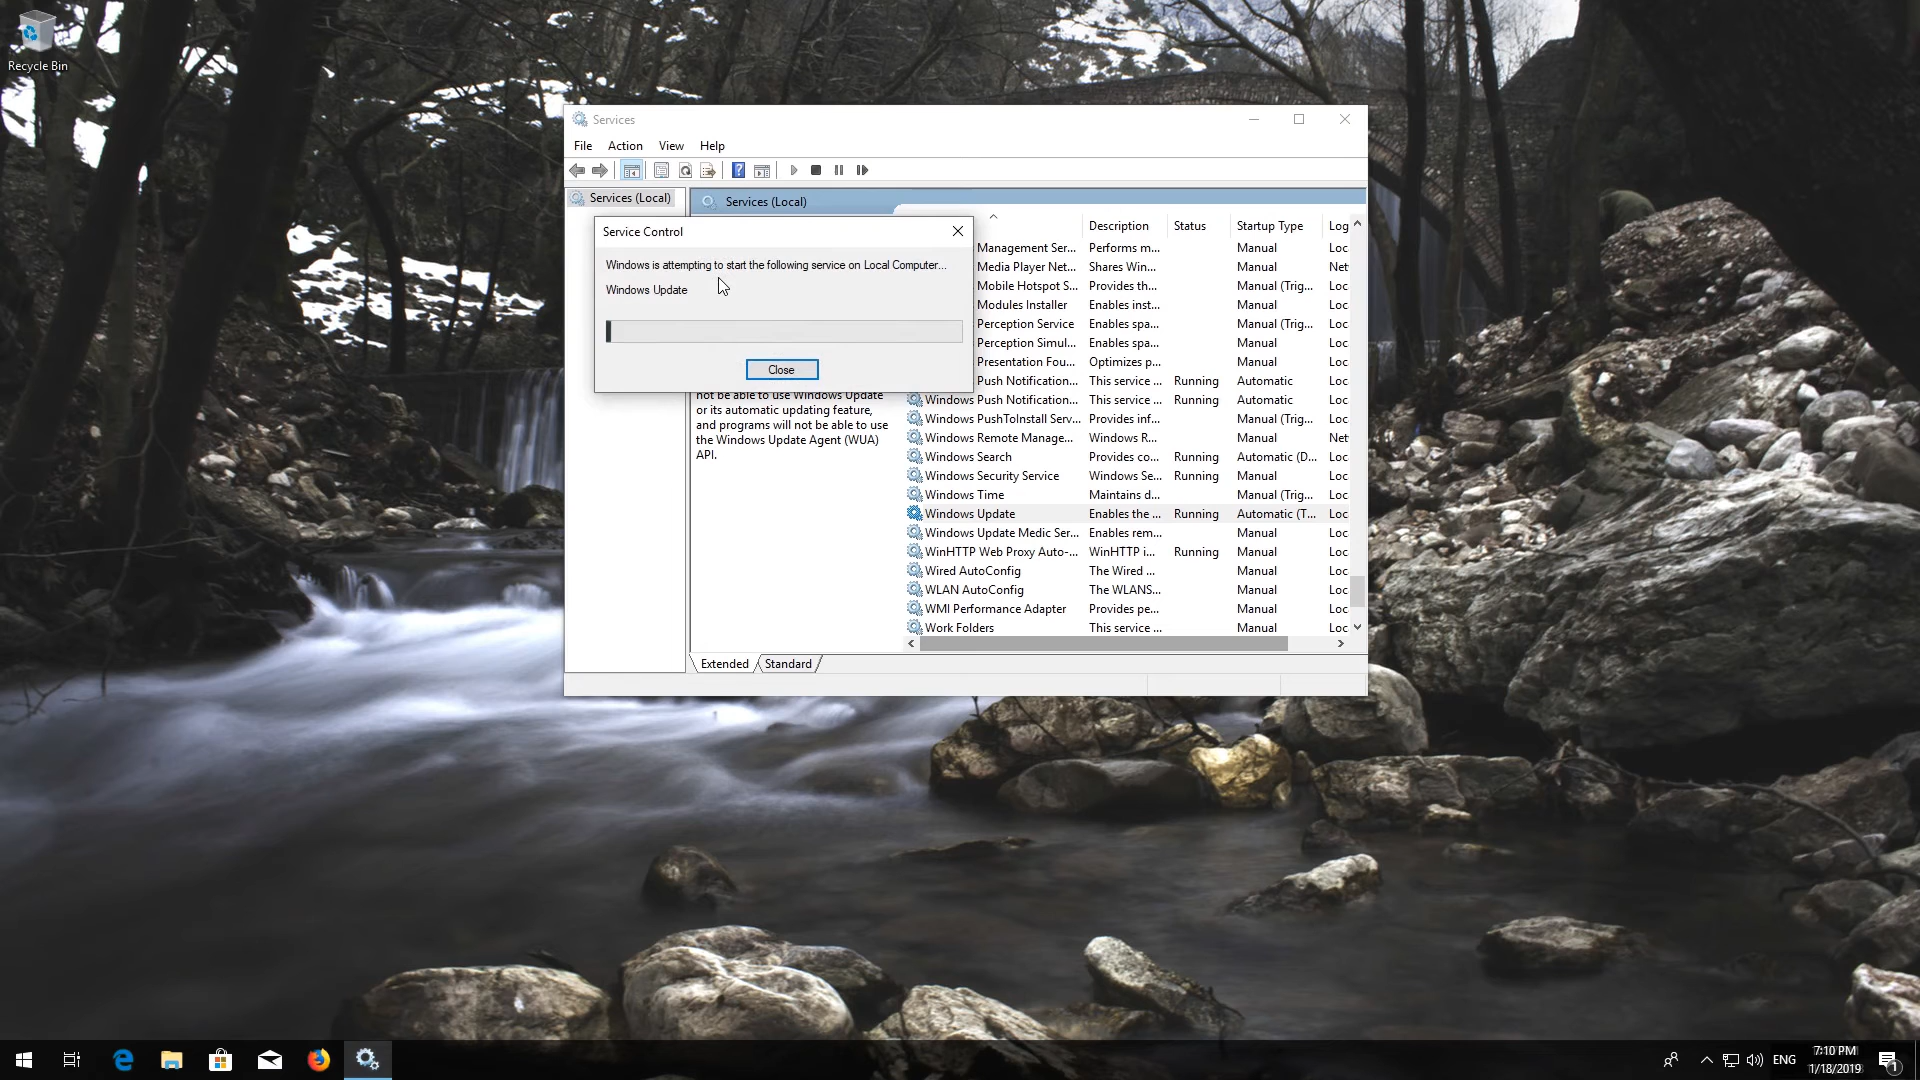 Recycle Bin
Services
File Action View Help
Services (Local)
Services (Local)
Service Control
Windows is attempting to start the following service on Local Computer...
Windows Update
Close
not be able to use Windows Update
or its automatic updating feature,
and programs will not be able to use
the Windows Update Agent (WUA)
API.
Description Status Startup Type Log
Management Ser... Performs m... Manual Loc
Media Player Net... Shares Win... Manual Net
Mobile Hotspot S... Provides th... Manual (Trig... Loc
Modules Installer Enables inst... Manual Loc
Perception Service Enables spa... Manual (Trig... Loc
Perception Simul... Enables spa... Manual Loc
Presentation Fou... Optimizes p... Manual Loc
Push Notification... This service ... Running Automatic Loc
Windows Push Notification... This service ... Running Automatic Loc
Windows PushToInstall Serv... Provides inf... Manual (Trig... Loc
Windows Remote Manage... Windows R... Manual Net
Windows Search Provides co... Running Automatic (D... Loc
Windows Security Service Windows Se... Running Manual Loc
Windows Time Maintains d... Manual (Trig... Loc
Windows Update Enables the ... Running Automatic (T... Loc
Windows Update Medic Ser... Enables rem... Manual Loc
WinHTTP Web Proxy Auto-... WinHTTP i... Running Manual Loc
Wired AutoConfig The Wired ... Manual Loc
WLAN AutoConfig The WLANS... Manual Loc
WMI Performance Adapter Provides pe... Manual Loc
Work Folders This service ... Manual Loc
Extended Standard
ENG
7:10 PM
1/18/2019
1